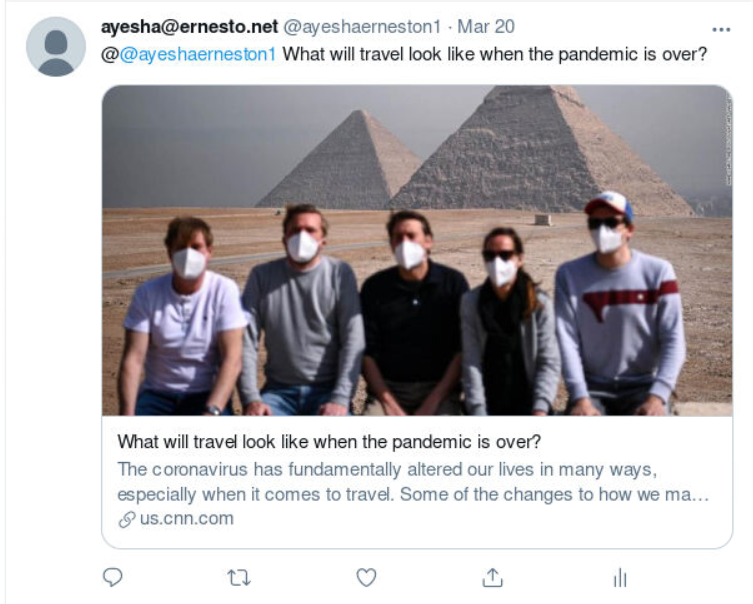 ayesha@ernesto.net @ayeshaerneston1 · Mar 20
@@ayeshaerneston1 What will travel look like when the pandemic is over?
What will travel look like when the pandemic is over?
The coronavirus has fundamentally altered our lives in many ways,
especially when it comes to travel. Some of the changes to how we ma...
us.cnn.com